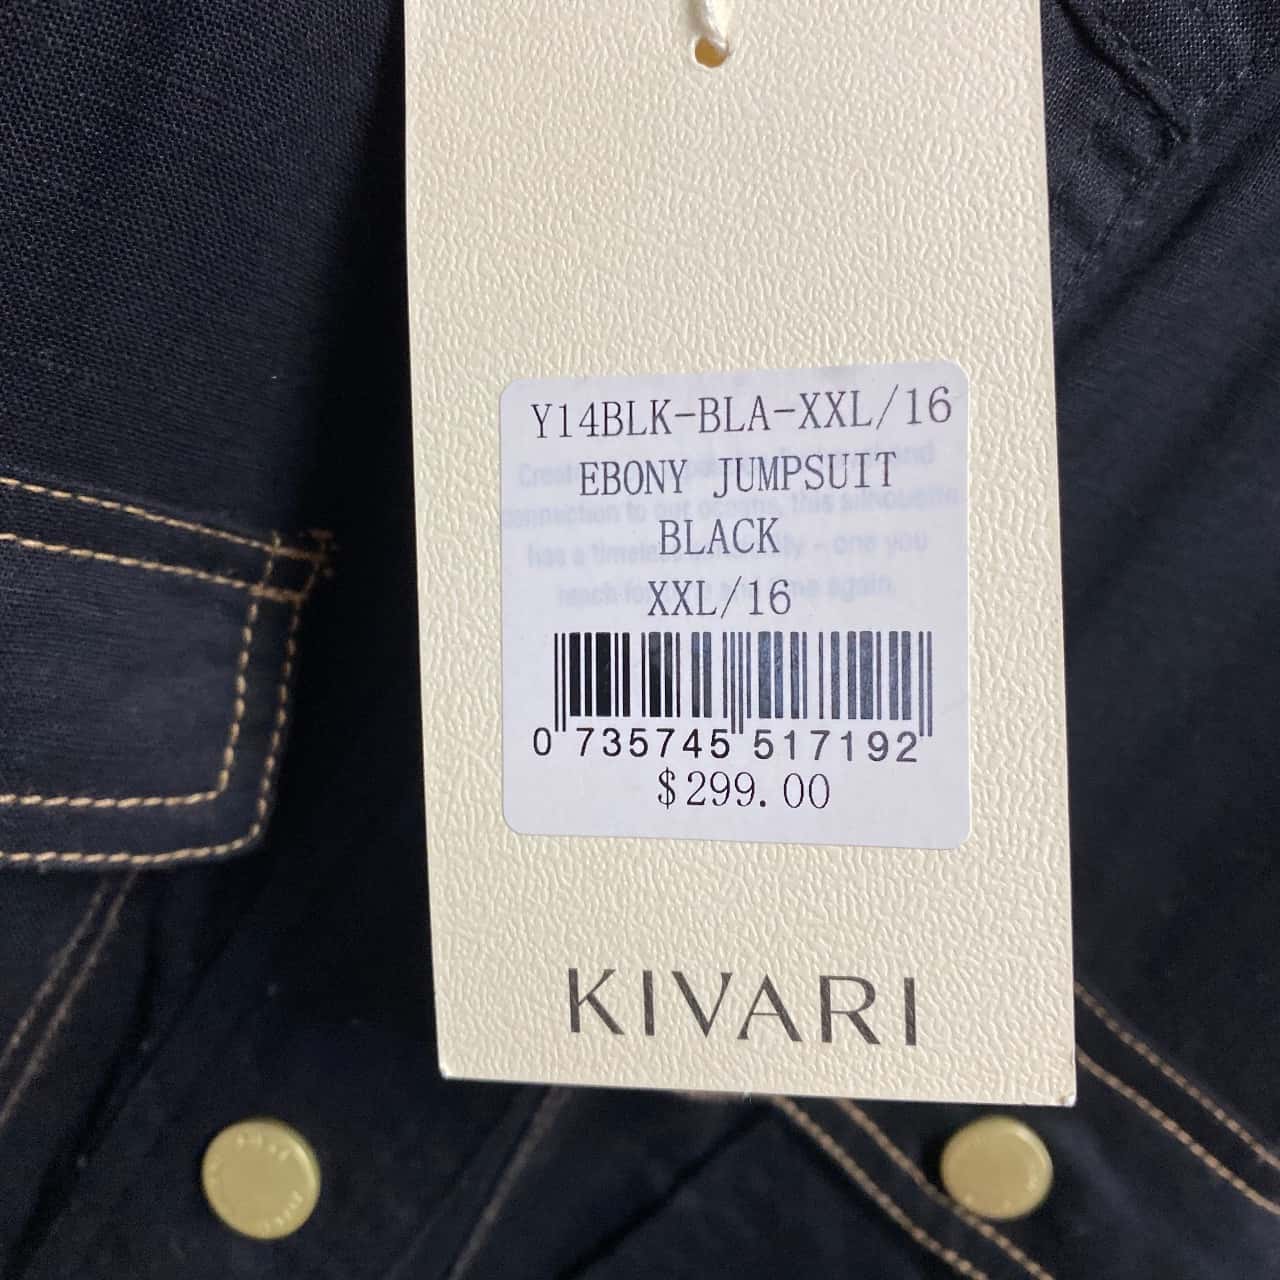 Y14BLK-BLA-XXL/16
EBONY JUMPSUIT
BLACK
XXL/16
0 735745 517192
$299.00
KIVARI